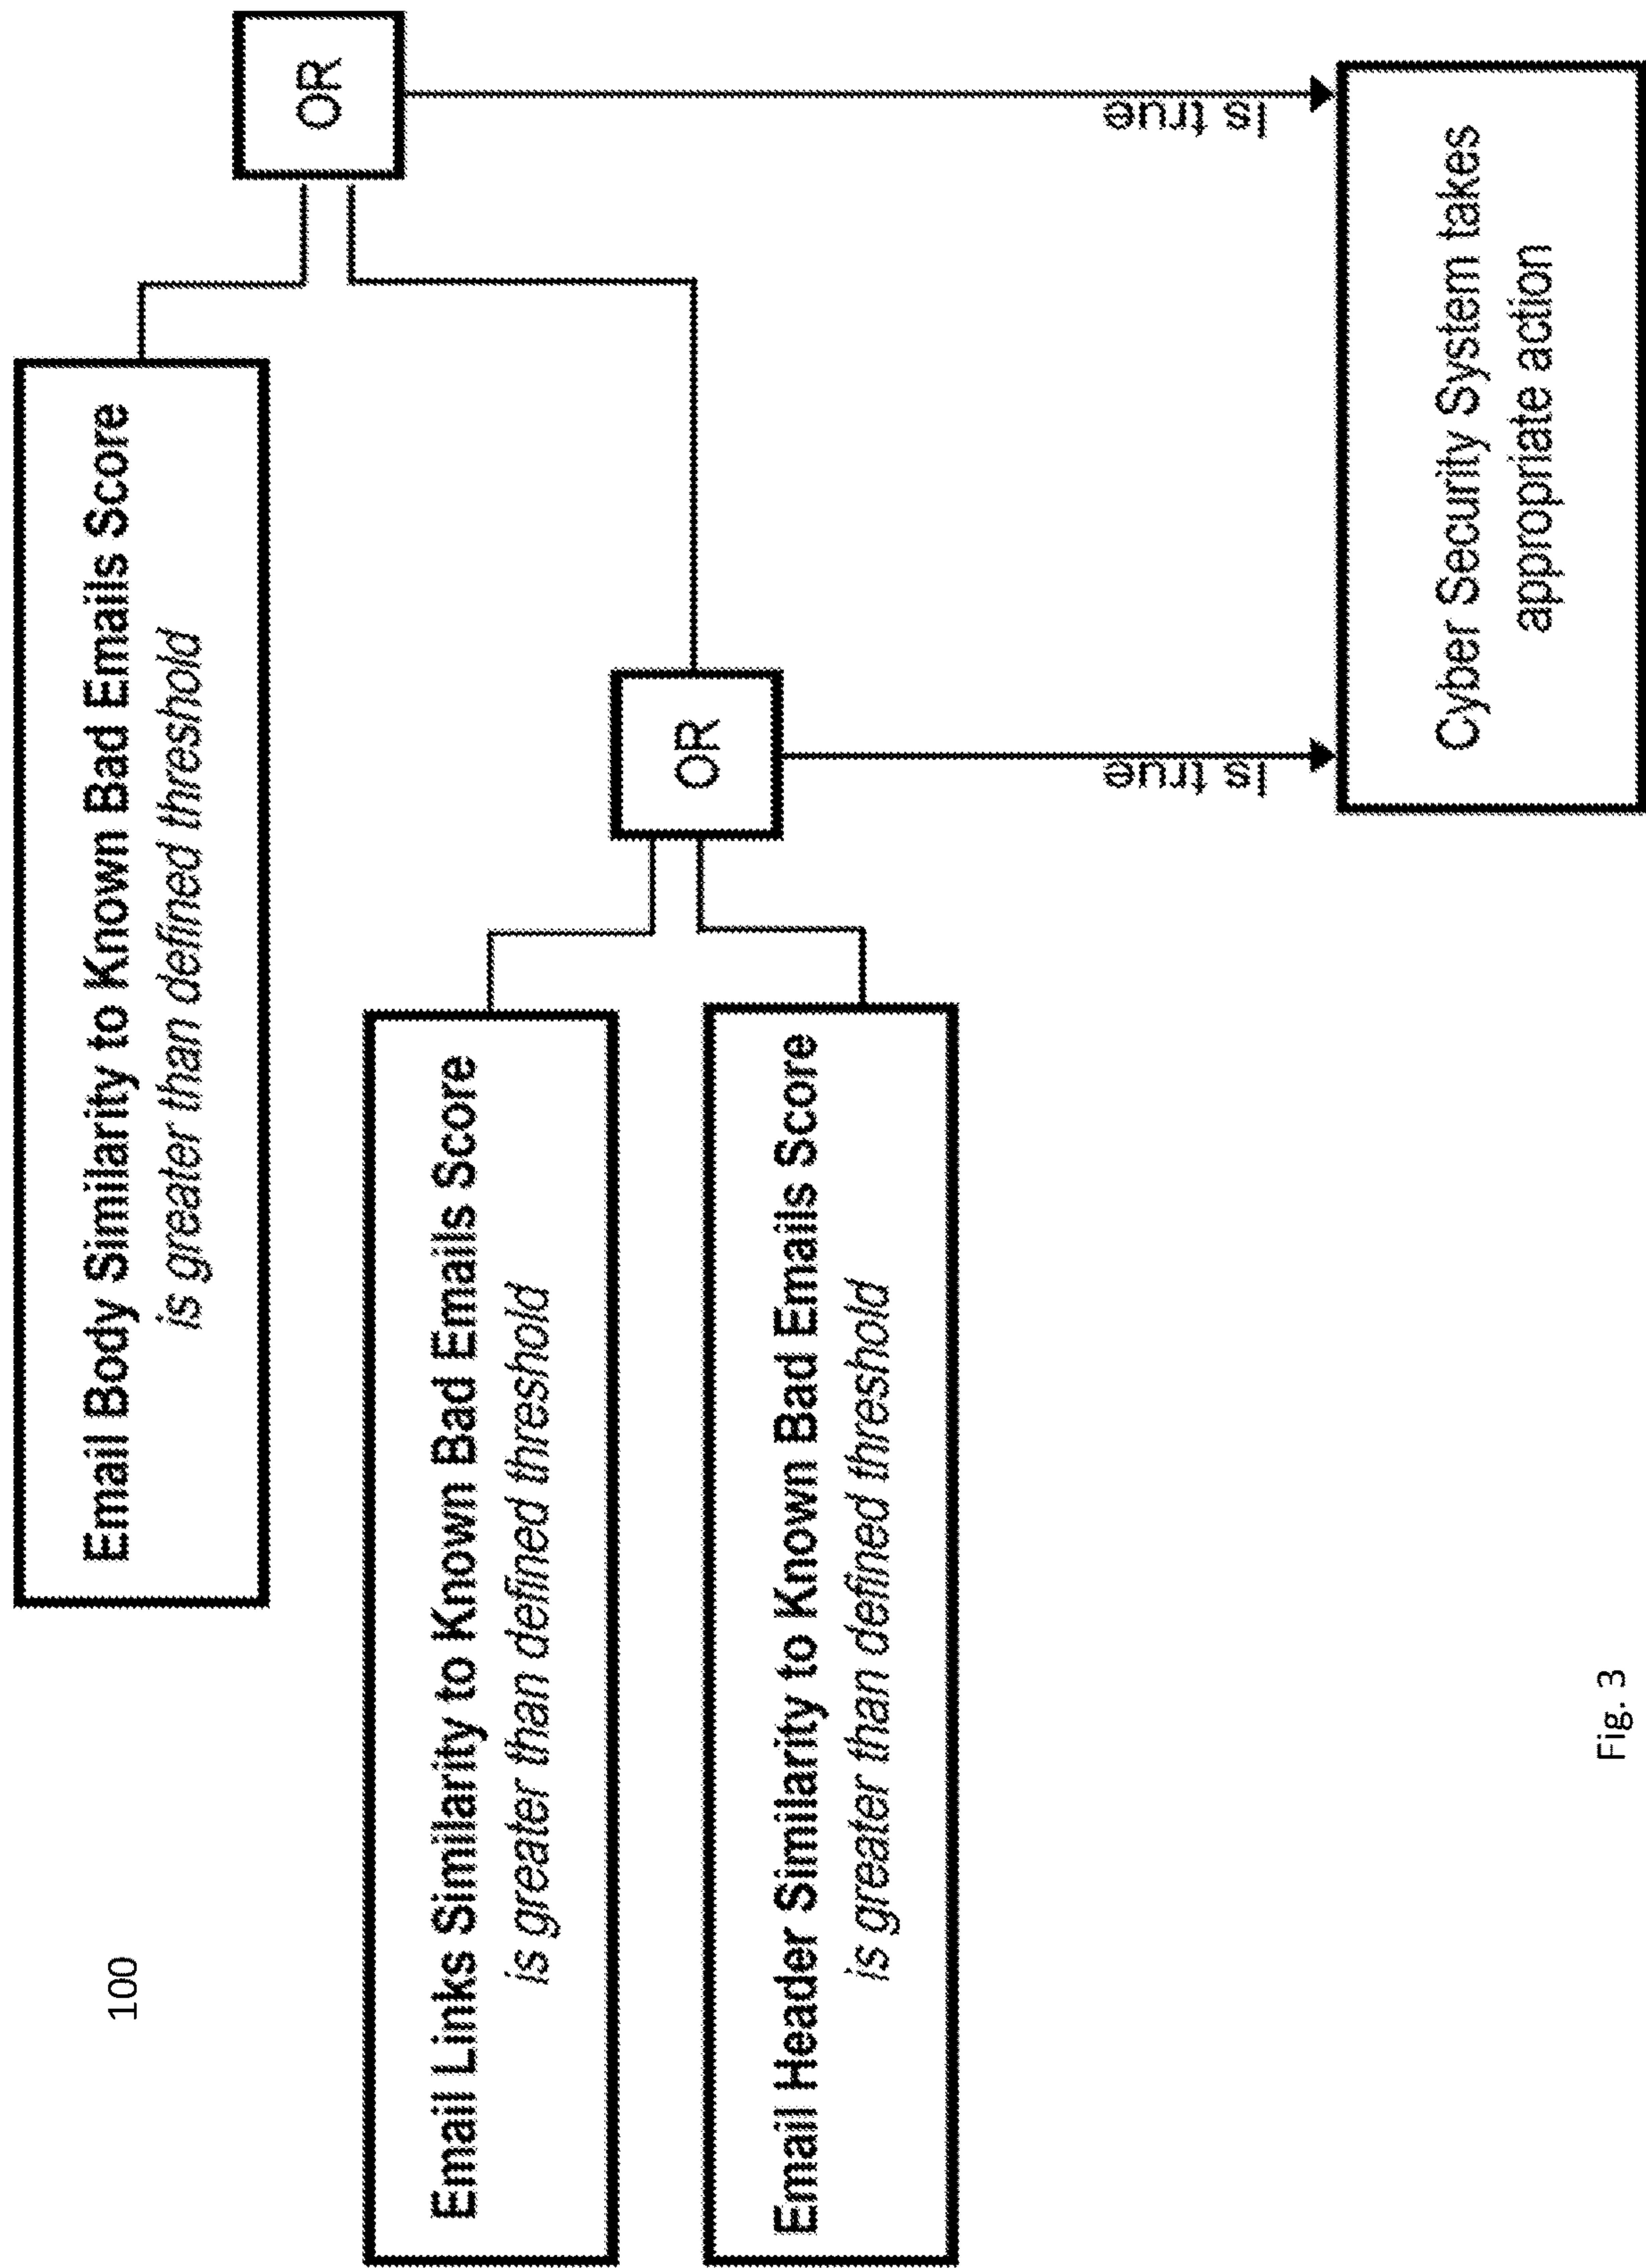 100
Email Body Similarity to Known Bad Emails Score
is greater than defined threshold
OR
Email Links Similarity to Known Bad Emails Score
is greater than defined threshold
OR
Email Header Similarity to Known Bad Emails Score
is greater than defined threshold
is true
is true
Cyber Security System takes
appropriate action
Fig. 3